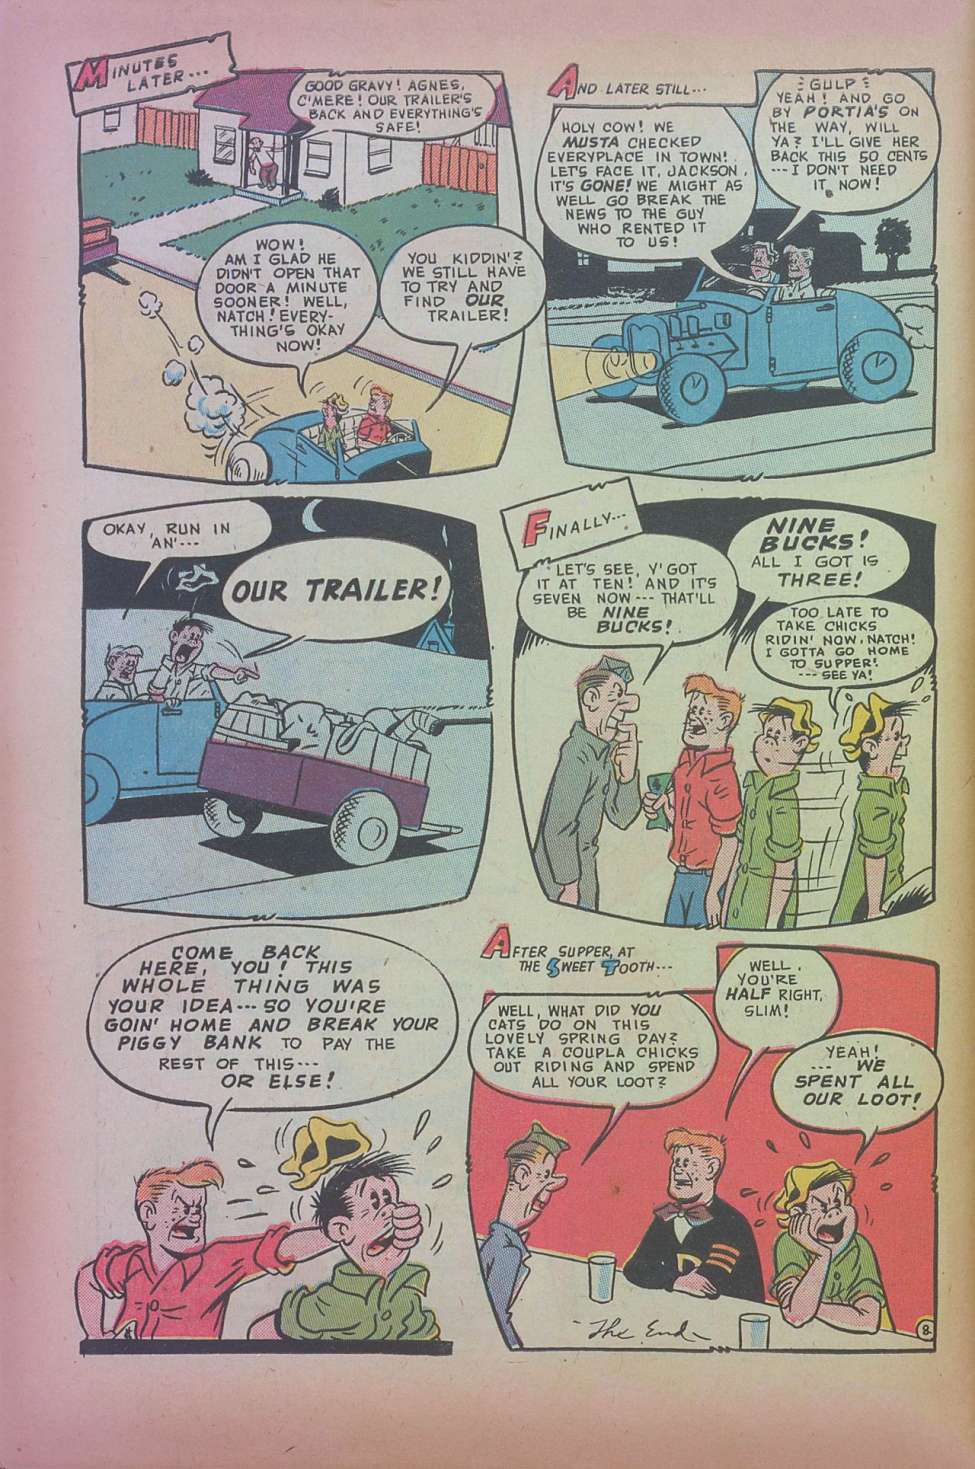 MINUTES
LATER...
GOOD GRAVY! AGNES,
C'MERE! OUR TRAILER'S
BACK AND EVERYTHING'S
SAFE!
WOW!
AM I GLAD HE
DIDN'T OPEN THAT
DOOR A MINUTE
SOONER! WELL,
NATCH! EVERY-
THING'S OKAY
NOW!
YOU KIDDIN'?
WE STILL HAVE
TO TRY AND
FIND OUR
TRAILER!
AND LATER STILL...
HOLY COW! WE
MUSTA CHECKED
EVERYPLACE IN TOWN!
LET'S FACE IT, JACKSON,
IT'S GONE! WE MIGHT AS
WELL GO BREAK THE
NEWS TO THE GUY
WHO RENTED IT
TO US!
GULP
YEAH! AND GO
BY PORTIA'S ON
THE WAY, WILL
YA? I'LL GIVE HER
BACK THIS 50 CENTS
--- I DON'T NEED
IT NOW!
OKAY, RUN IN
AN'---
OUR TRAILER!
FINALLY---
LET'S SEE, Y'GOT
IT AT TEN! AND IT'S
SEVEN NOW --- THAT'LL
BE NINE
BUCKS!
NINE
BUCKS!
ALL I GOT IS
THREE!
TOO LATE TO
TAKE CHICKS
RIDIN' NOW, NATCH!
I GOTTA GO HOME
TO SUPPER!
--- SEE YA!
COME BACK
HERE, YOU! THIS
WHOLE THING WAS
YOUR IDEA--- SO YOU'RE
GOIN' HOME AND BREAK YOUR
PIGGY BANK TO PAY THE
REST OF THIS---
OR ELSE!
AFTER SUPPER, AT
THE SWEET TOOTH---
WELL, WHAT DID YOU
CATS DO ON THIS
LOVELY SPRING DAY?
TAKE A COUPLA CHICKS
OUT RIDING AND SPEND
ALL YOUR LOOT?
WELL,
YOU'RE
HALF RIGHT,
SLIM!
YEAH!
--- WE
SPENT ALL
OUR LOOT!
R
The End
8